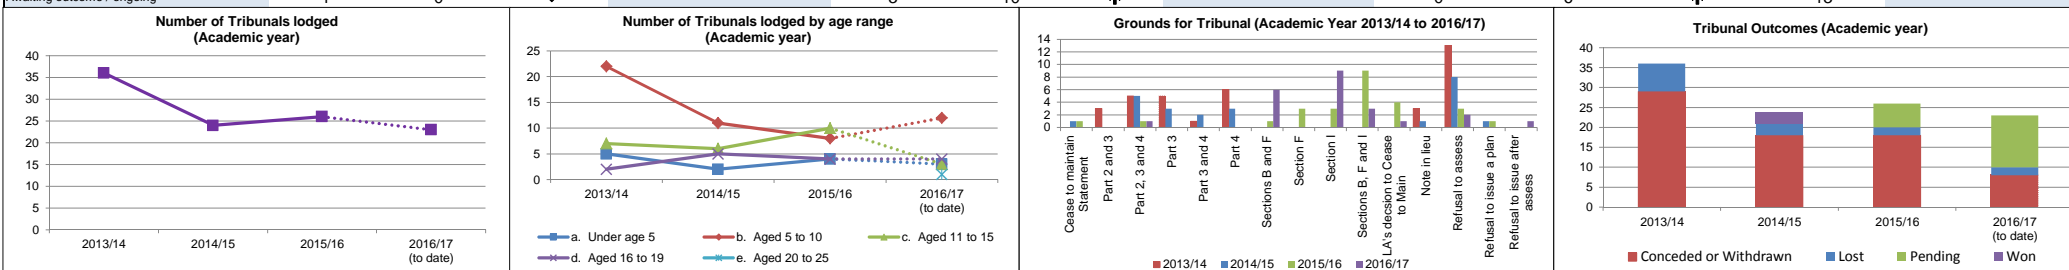 Awaiting outcome / ongoing
Number of Tribunals lodged
(Academic year)
40
35
30
25
20
15
10
5
0
2013/14
2014/15
2015/16
2016/17
(to date)
Number of Tribunals lodged by age range
(Academic year)
25
20
15
10
5
0
2013/14
2014/15
2015/16
2016/17
(to date)
a. Under age 5
b. Aged 5 to 10
c. Aged 11 to 15
d. Aged 16 to 19
e. Aged 20 to 25
Grounds for Tribunal (Academic Year 2013/14 to 2016/17)
14
12
10
8
6
4
2
0
Cease to maintain
Statement
Part 2 and 3
Part 2, 3 and 4
Part 3
Part 3 and 4
Part 4
Sections B and F
Section F
Section I
Sections B, F and I
LA's decsion to Cease
to Main
Note in lieu
Refusal to assess
Refusal to issue a plan
Refusal to issue after
assess
2013/14
2014/15
2015/16
2016/17
Tribunal Outcomes (Academic year)
40
35
30
25
20
15
10
5
0
2013/14
2014/15
2015/16
2016/17
(to date)
Conceded or Withdrawn
Lost
Pending
Won